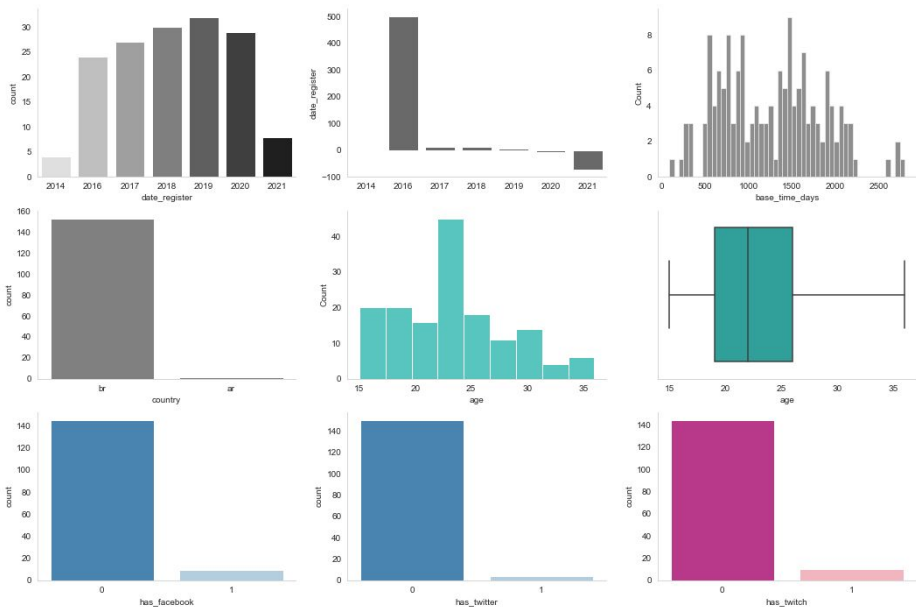 count
30
25
20
15
10
5
0
2014 2016 2017 2018 2019 2020 2021
date_register
date_register
500
400
300
200
100
0
−100
2014 2016 2017 2018 2019 2020 2021
Count
8
6
4
2
0
0 500 1000 1500 2000 2500
base_time_days
count
160
140
120
100
80
60
40
20
0
br ar
country
Count
40
30
20
10
0
15 20 25 30 35
age
15 20 25 30 35
age
count
140
120
100
80
60
40
20
0
0 1
has_facebook
count
140
120
100
80
60
40
20
0
0 1
has_twitter
count
140
120
100
80
60
40
20
0
0 1
has_twitch